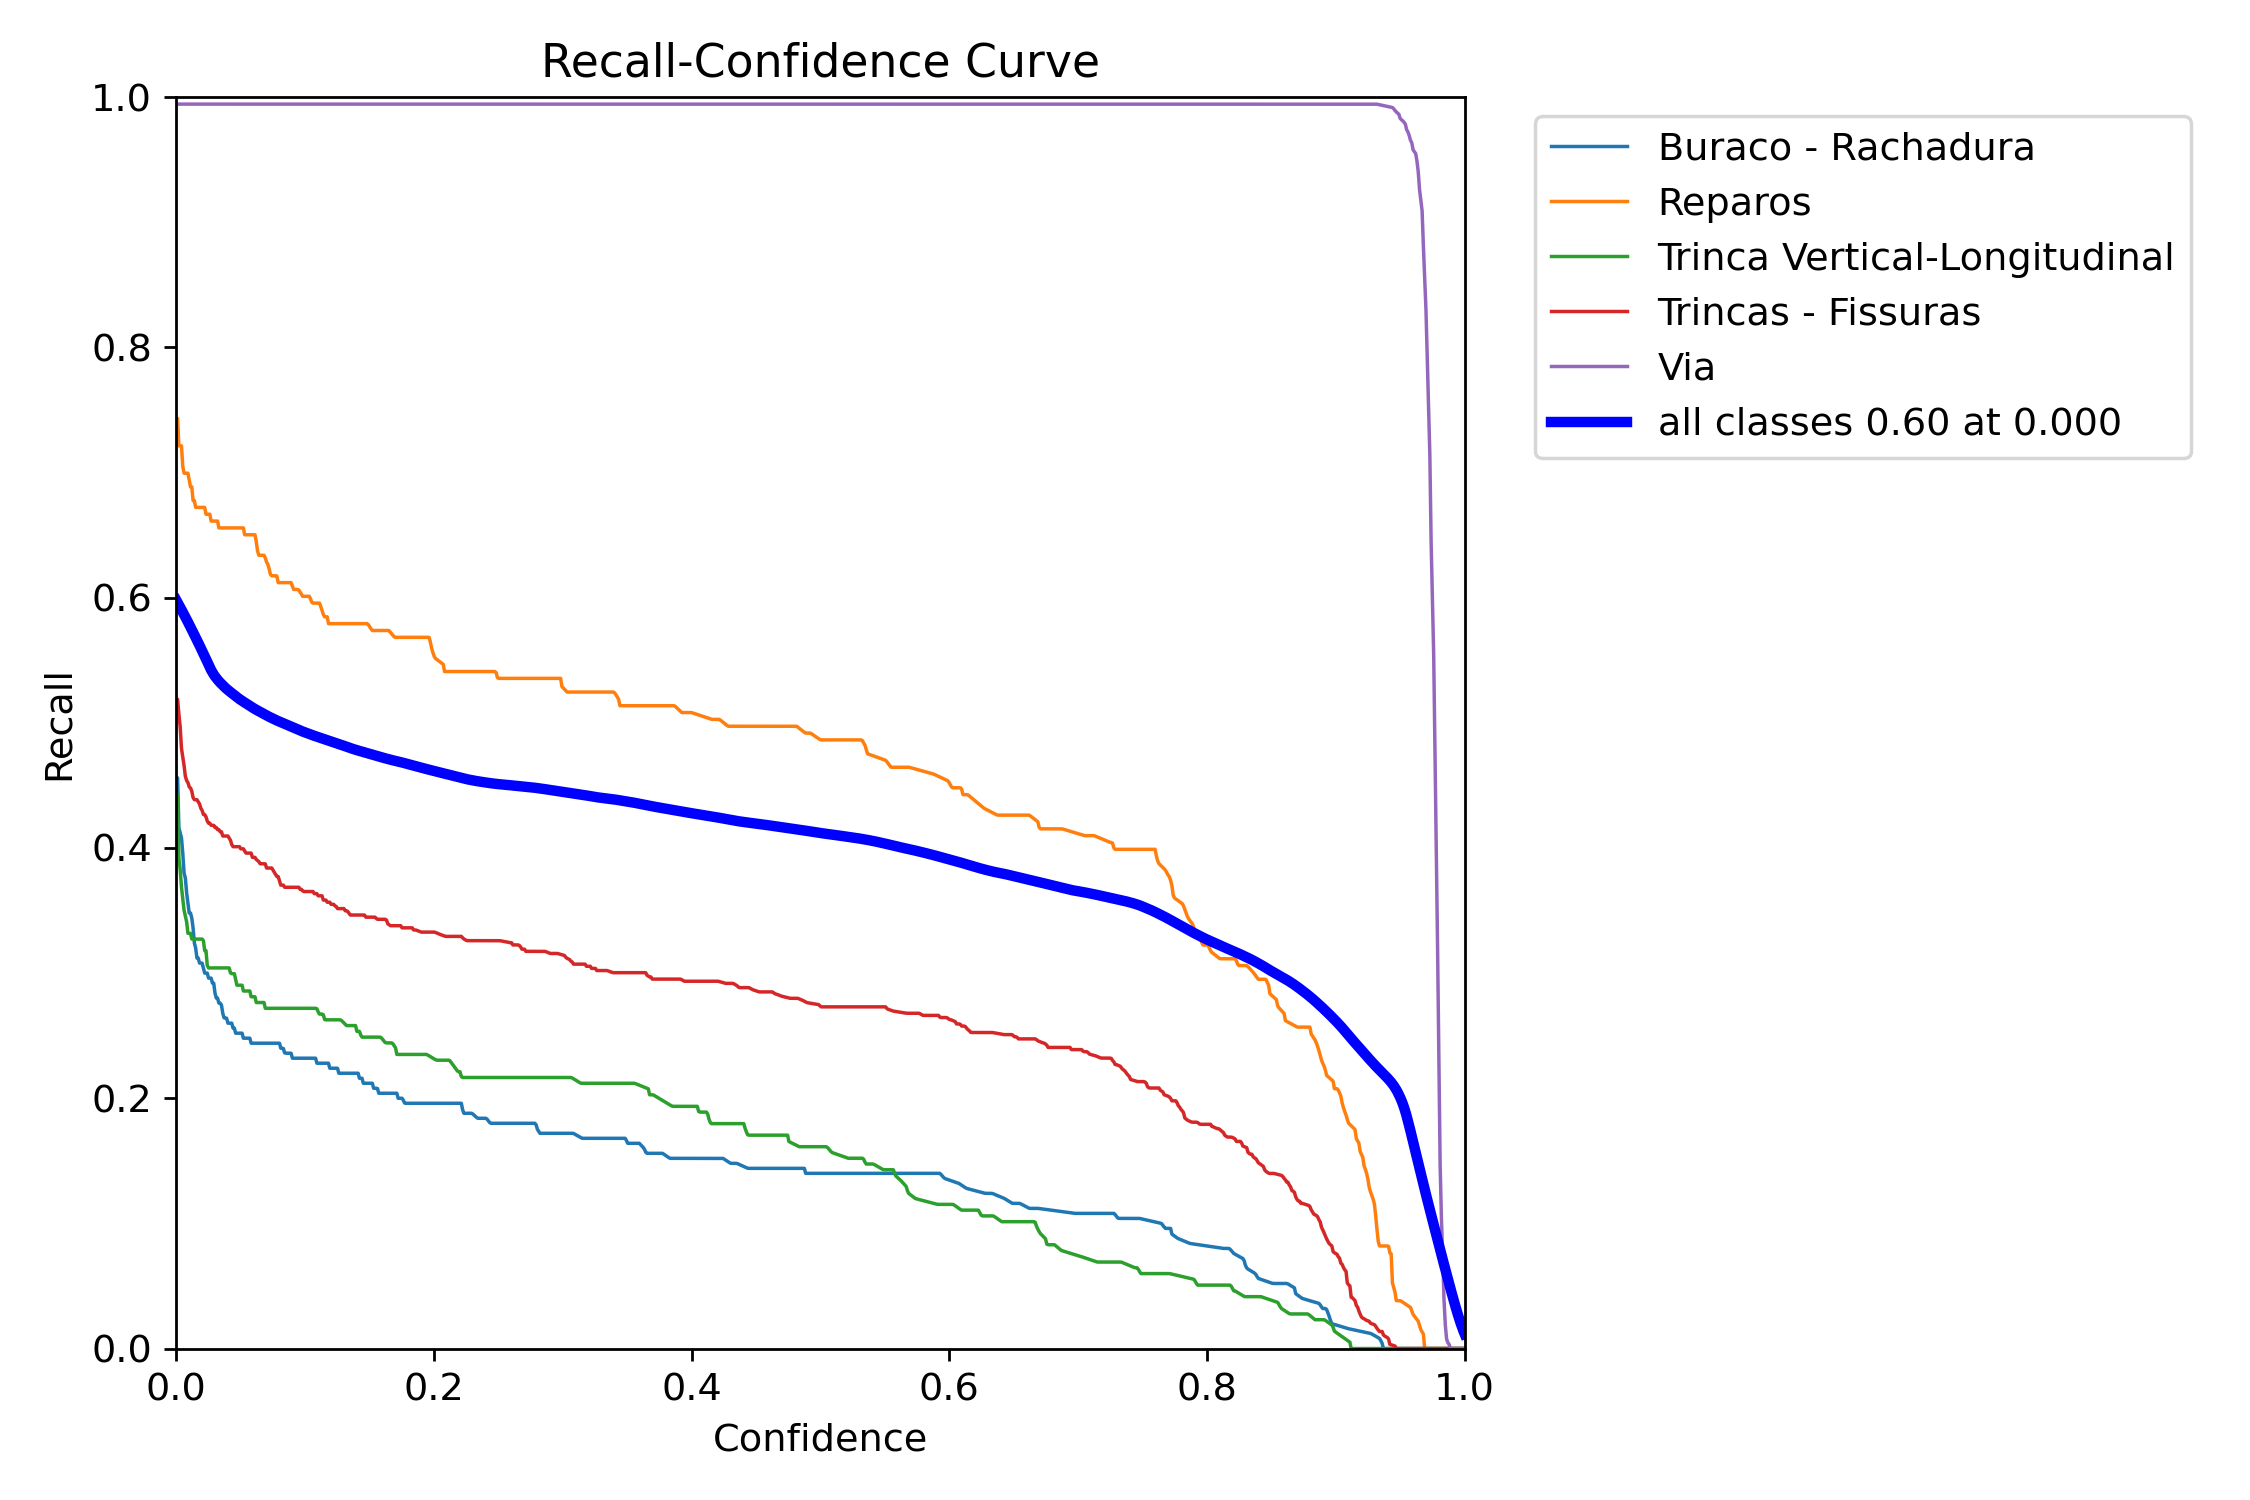 Recall-Confidence Curve
1.0
0.8
0.6
0.4
0.2
0.0
Recall
0.0 0.2 0.4 0.6 0.8 1.0
Confidence
Buraco - Rachadura
Reparos
Trinca Vertical-Longitudinal
Trincas - Fissuras
Via
all classes 0.60 at 0.000